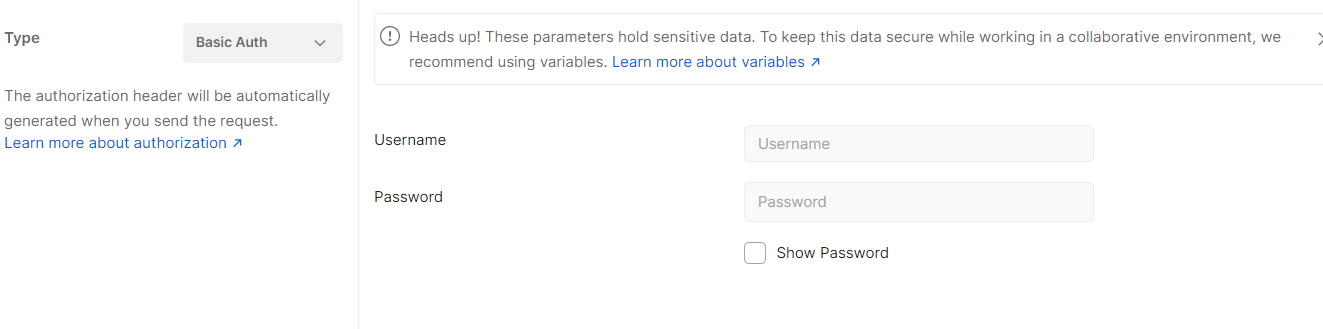 Type
Basic Auth
The authorization header will be automatically
generated when you send the request.
Learn more about authorization ↗
Heads up! These parameters hold sensitive data. To keep this data secure while working in a collaborative environment, we
recommend using variables. Learn more about variables ↗
Username
Username
Password
Password
Show Password